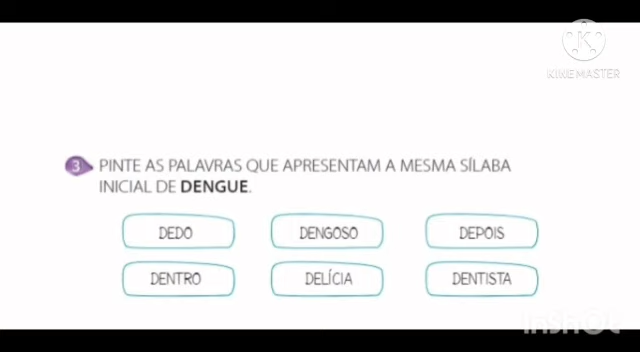 KINEMASTER
3 PINTE AS PALAVRAS QUE APRESENTAM A MESMA SÍLABA
INICIAL DE DENGUE.
DEDO DENGOSO DEPOIS
DENTRO DELÍCIA DENTISTA
InShOt